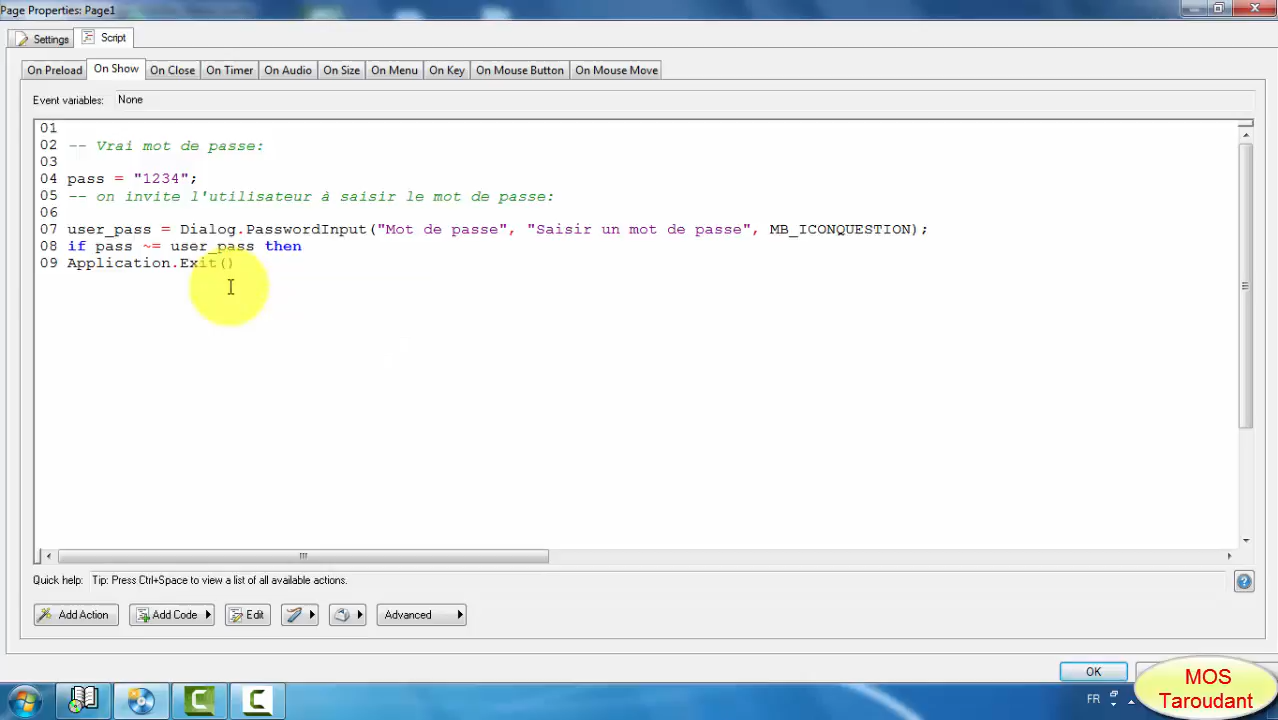 Page Properties: Page1
Settings
Script
On Preload
On Show
On Close
On Timer
On Audio
On Size
On Menu
On Key
On Mouse Button
On Mouse Move
Event variables: None
01
02 -- Vrai mot de passe:
03
04 pass = "1234";
05 -- on invite l'utilisateur à saisir le mot de passe:
06
07 user_pass = Dialog.PasswordInput("Mot de passe", "Saisir un mot de passe", MB_ICONQUESTION);
08 if pass ~= user_pass then
09 Application.Exit()
Quick help: Tip: Press Ctrl+Space to view a list of all available actions.
Add Action
Add Code
Edit
Advanced
OK
FR
MOS
Taroudant